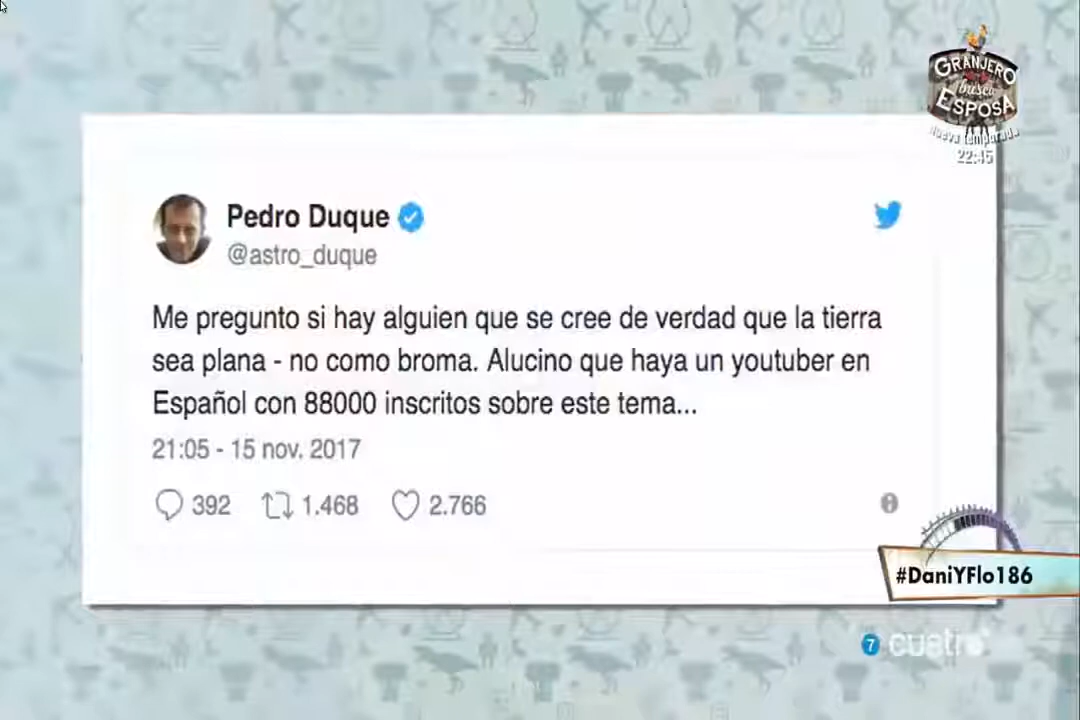 GRANJERO
busca
ESPOSA
Nueva temporada
22:45
Pedro Duque
@astro_duque
Me pregunto si hay alguien que se cree de verdad que la tierra
sea plana - no como broma. Alucino que haya un youtuber en
Español con 88000 inscritos sobre este tema...
21:05 - 15 nov. 2017
392 1.468 2.766
#DaniYFlo186
7 cuatro